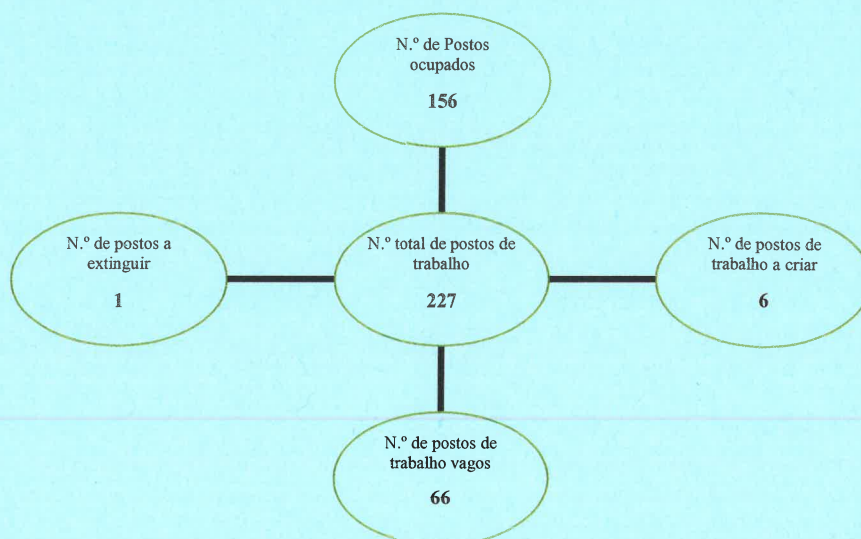 N.º de Postos
ocupados
156
N.º de postos a
extinguir
1
N.º total de postos de
trabalho
227
N.º de postos de
trabalho a criar
6
N.º de postos de
trabalho vagos
66